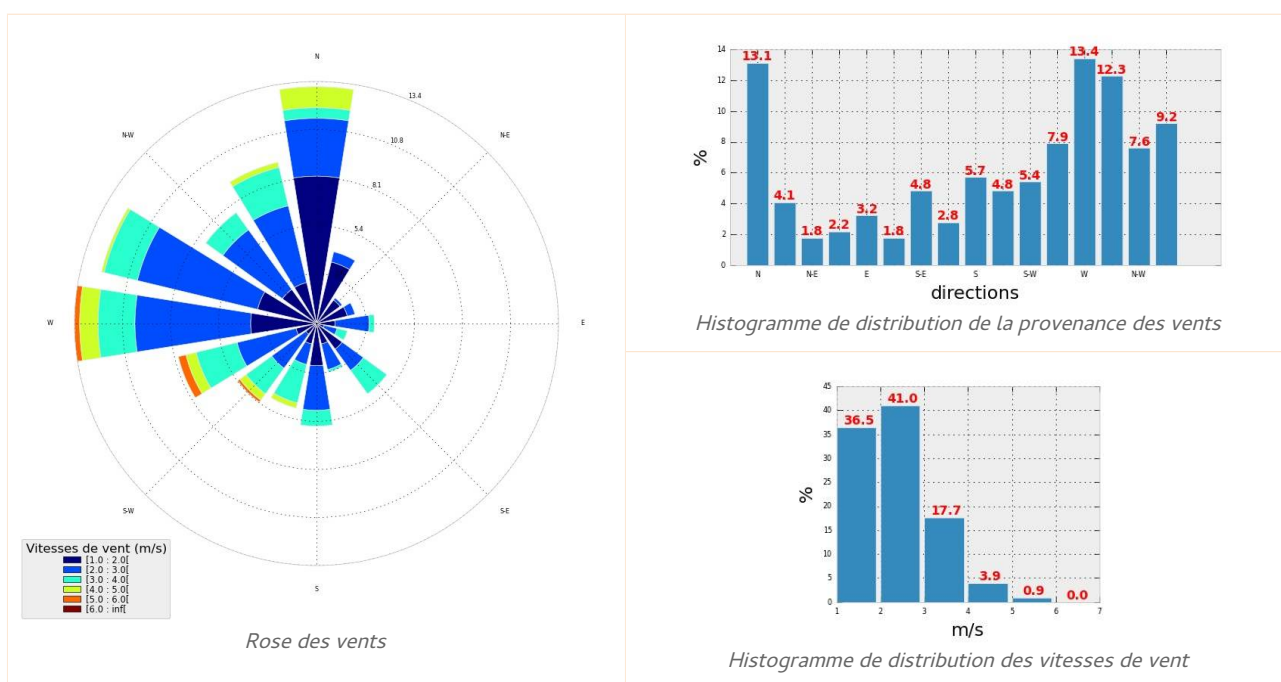 N
13.4
N-W
N-E
10.8
8.1
5.4
W
E
S-W
S-E
S
Vitesses de vent (m/s)
[1.0 : 2.0[
[2.0 : 3.0[
[3.0 : 4.0[
[4.0 : 5.0[
[5.0 : 6.0[
[6.0 : inf[
Rose des vents
14
12
10
8
6
4
2
0
%
13.1
4.1
1.8
2.2
3.2
1.8
4.8
2.8
5.7
4.8
5.4
7.9
13.4
12.3
7.6
9.2
N N-E E S-E S S-W W N-W
directions
Histogramme de distribution de la provenance des vents
45
40
35
30
25
20
15
10
5
0
%
36.5
41.0
17.7
3.9
0.9
0.0
1 2 3 4 5 6 7
m/s
Histogramme de distribution des vitesses de vent